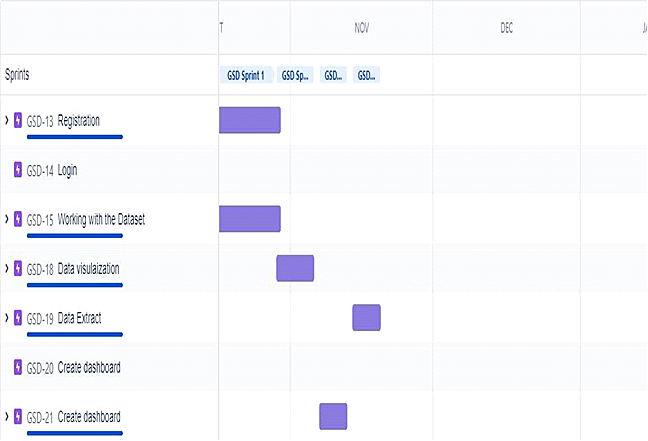 T NOV DEC JA
Sprints GSD Sprint 1 GSD Sp... GSD... GSD...
GSD-13 Registration
GSD-14 Login
GSD-15 Working with the Dataset
GSD-18 Data visulaization
GSD-19 Data Extract
GSD-20 Create dashboard
GSD-21 Create dashboard